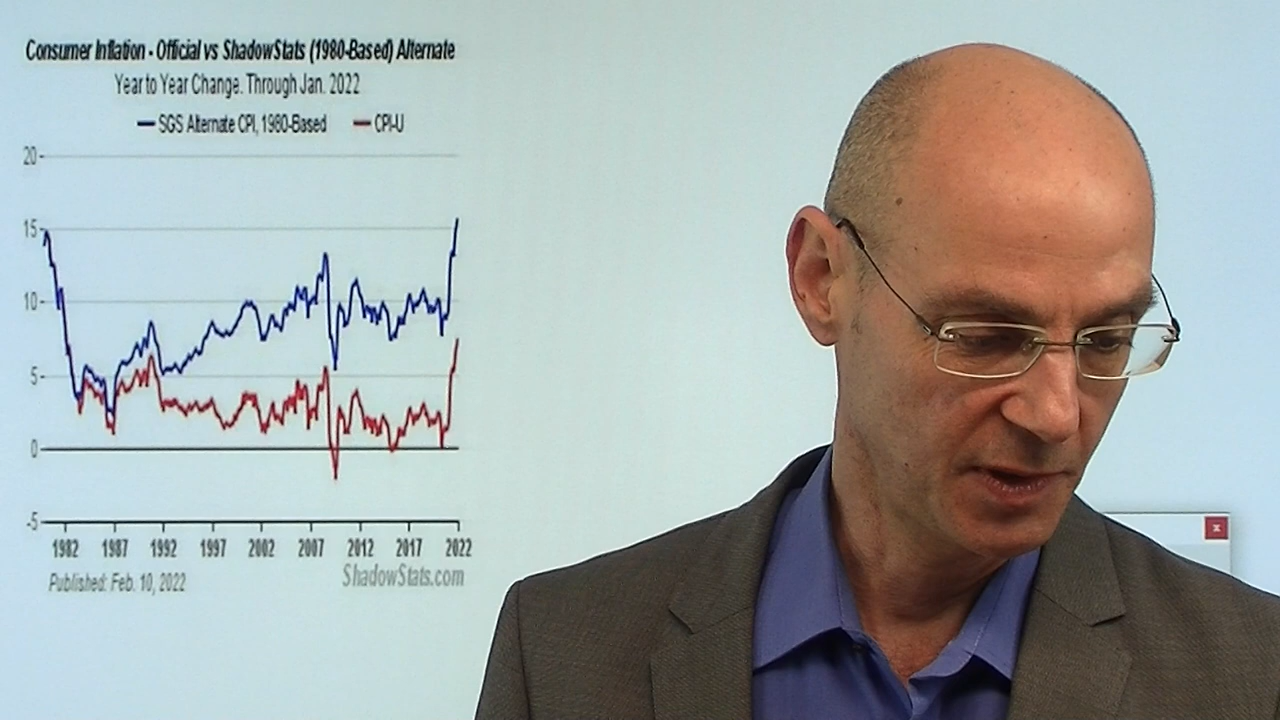 Consumer Inflation - Official vs ShadowStats (1980-Based) Alternate
Year to Year Change. Through Jan. 2022
SGS Alternate CPI, 1980-Based CPI-U
20
15
10
5
0
-5
1982 1987 1992 1997 2002 2007 2012 2017 2022
Published: Feb. 10, 2022 ShadowStats.com
x